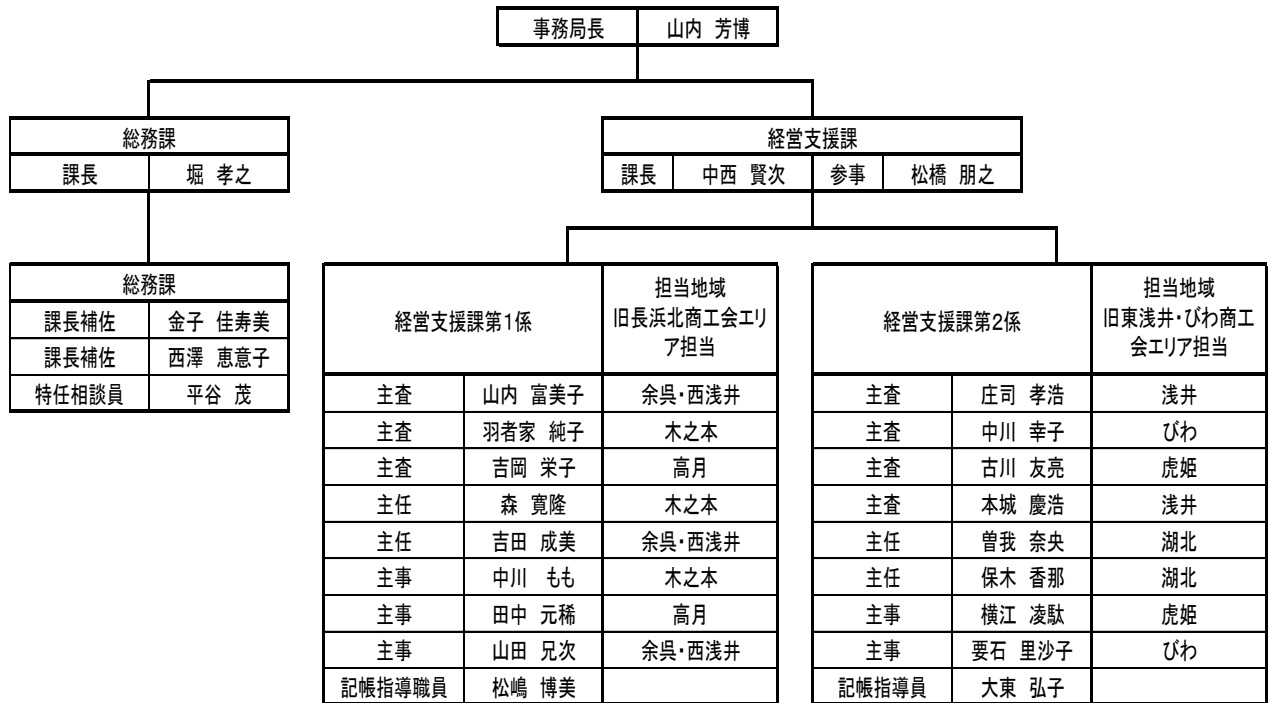 事務局長 山内 芳博
総務課
課長 堀 孝之
経営支援課
課長 中西 賢次 参事 松橋 朋之
総務課
課長補佐 金子 佳寿美
課長補佐 西澤 恵意子
特任相談員 平谷 茂
経営支援課第1係
担当地域
旧長浜北商工会エリ
ア担当
主査 山内 富美子 余呉・西浅井
主査 羽者家 純子 木之本
主査 吉岡 栄子 高月
主任 森 寛隆 木之本
主任 吉田 成美 余呉・西浅井
主事 中川 もも 木之本
主事 田中 元稀 高月
主事 山田 兄次 余呉・西浅井
記帳指導職員 松嶋 博美
経営支援課第2係
担当地域
旧東浅井・びわ商工
会エリア担当
主査 庄司 孝浩 浅井
主査 中川 幸子 びわ
主査 古川 友亮 虎姫
主査 本城 慶浩 浅井
主任 曽我 奈央 湖北
主任 保木 香那 湖北
主事 横江 凌駄 虎姫
主事 要石 里沙子 びわ
記帳指導員 大東 弘子